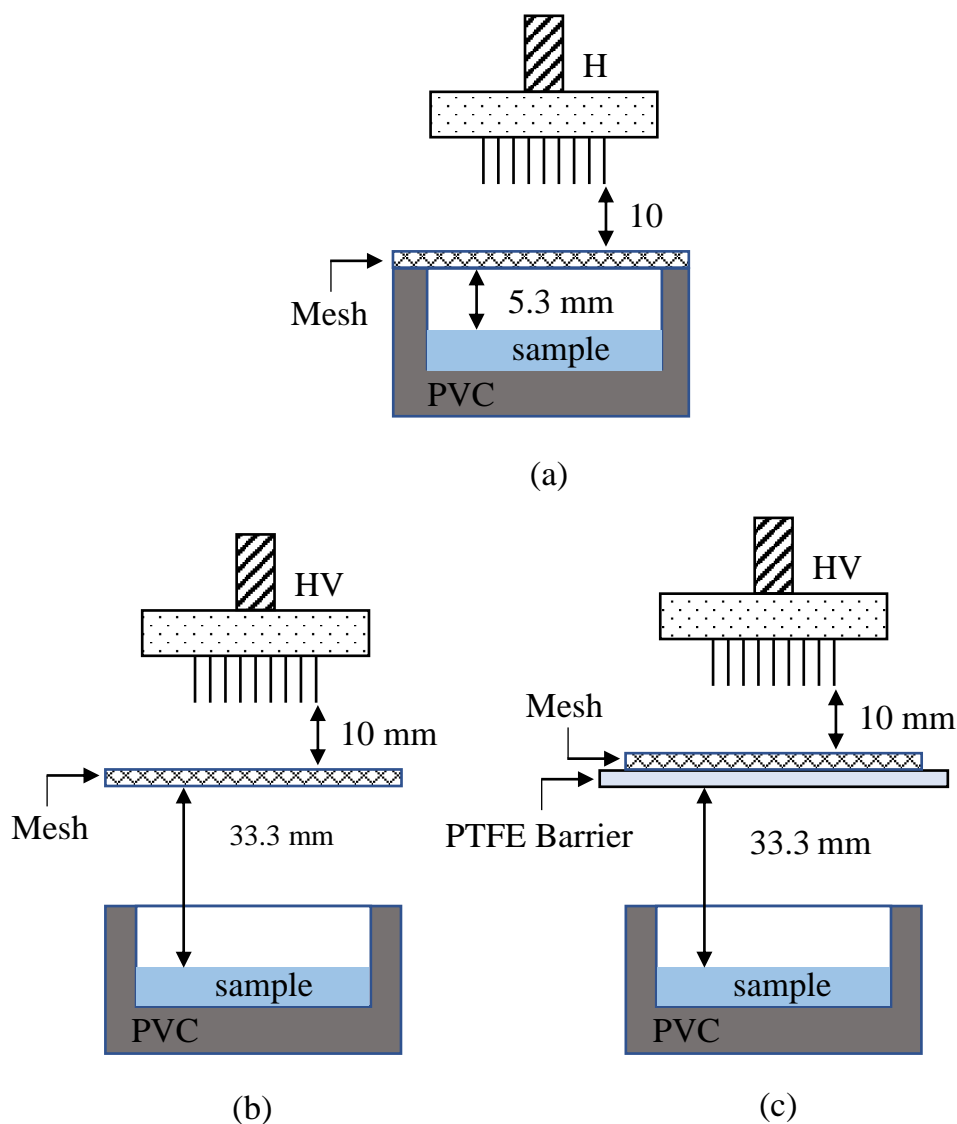 H
10
Mesh
5.3 mm
sample
PVC
(a)
HV
10 mm
Mesh
33.3 mm
sample
PVC
(b)
HV
Mesh
10 mm
PTFE Barrier
33.3 mm
sample
PVC
(c)